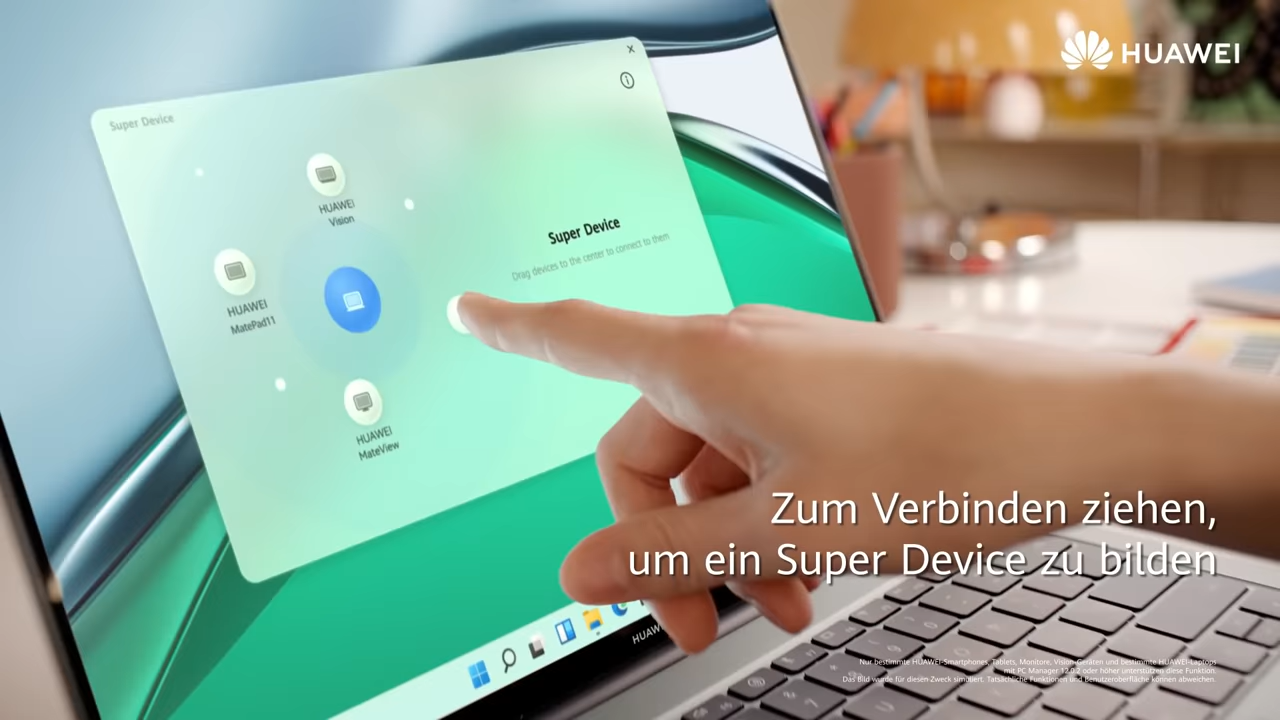 HUAWEI
Super Device
HUAWEI
Vision
HUAWEI
MatePad11
HUAWEI
MateView
Super Device
Drag devices to the center to connect to them
Zum Verbinden ziehen,
um ein Super Device zu bilden
HUAW
Nur bestimmte HUAWEI-Smartphones, Tablets, Monitore, Vision-Geräten und bestimmte HUAWEI-Laptops
mit PC Manager 12.0.2 oder höher unterstützen diese Funktion.
Das Bild wurde für diesen Zweck simuliert. Tatsächliche Funktionen und Benutzeroberfläche können abweichen.